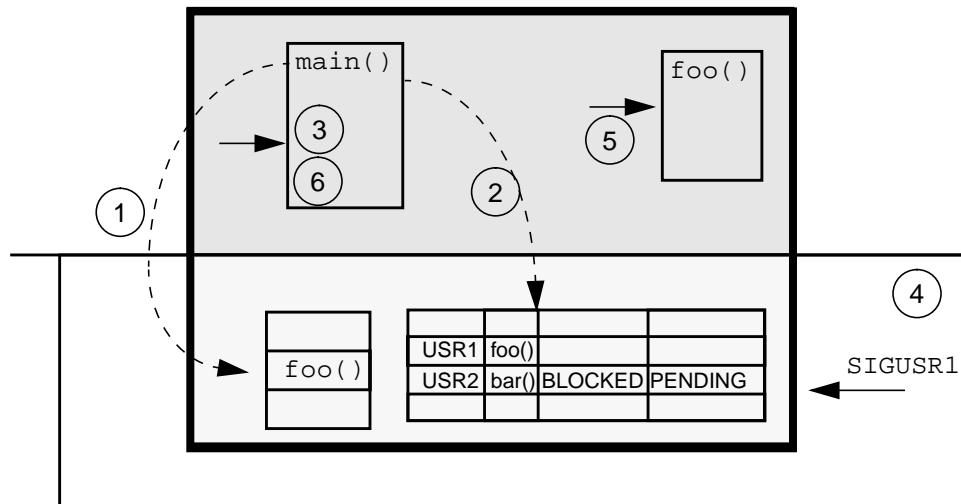 main()
foo()
3
5
6
2
1
4
USR1 foo()
foo()
USR2 bar() BLOCKED PENDING
SIGUSR1